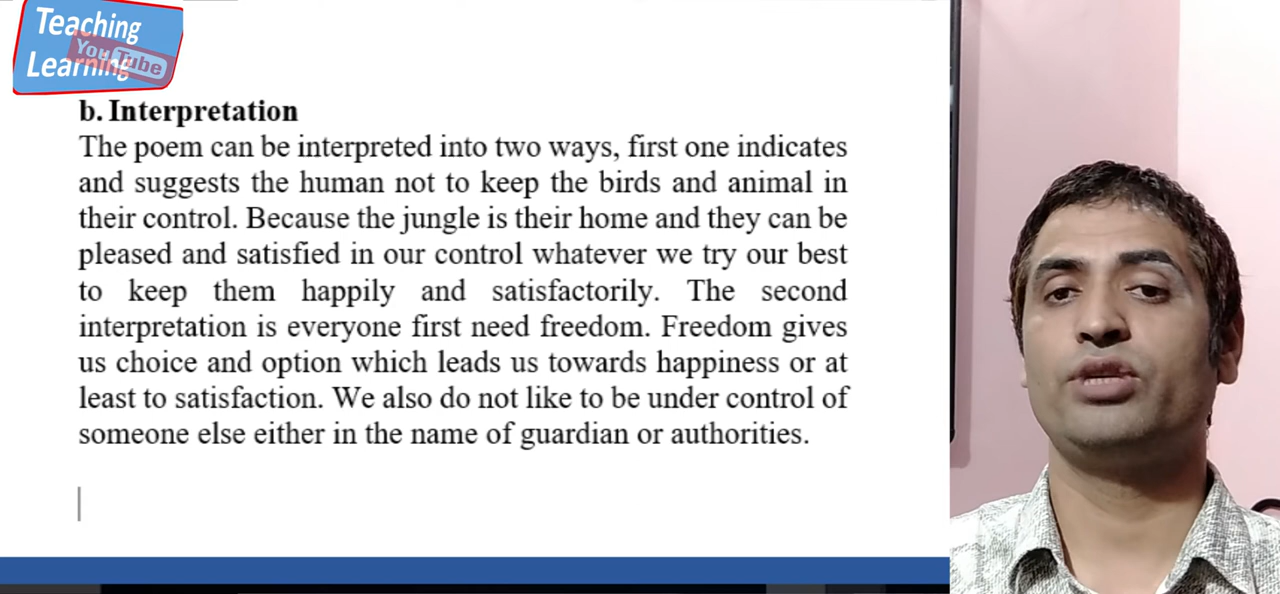 Teaching
YouTube
Learning
b. Interpretation
The poem can be interpreted into two ways, first one indicates
and suggests the human not to keep the birds and animal in
their control. Because the jungle is their home and they can be
pleased and satisfied in our control whatever we try our best
to keep them happily and satisfactorily. The second
interpretation is everyone first need freedom. Freedom gives
us choice and option which leads us towards happiness or at
least to satisfaction. We also do not like to be under control of
someone else either in the name of guardian or authorities.